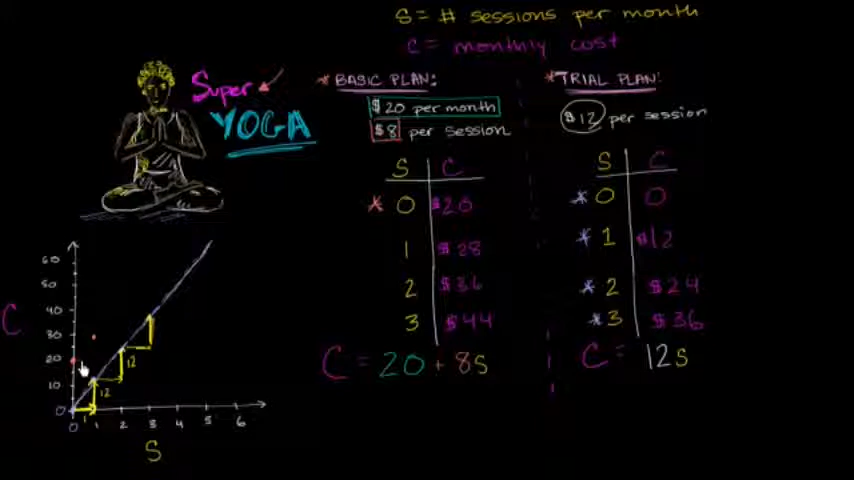 S = # sessions per month
C = monthly cost
Super
YOGA
* BASIC PLAN:
$20 per month
$8 per session
S C
* 0 $20
1 $28
2 $36
3 $44
C = 20 + 8s
* TRIAL PLAN:
$12 per session
S C
* 0 0
* 1 $12
* 2 $24
* 3 $36
C = 12s
C
60
50
40
30
20
10
0
12
12
1
0 1 2 3 4 5 6
S